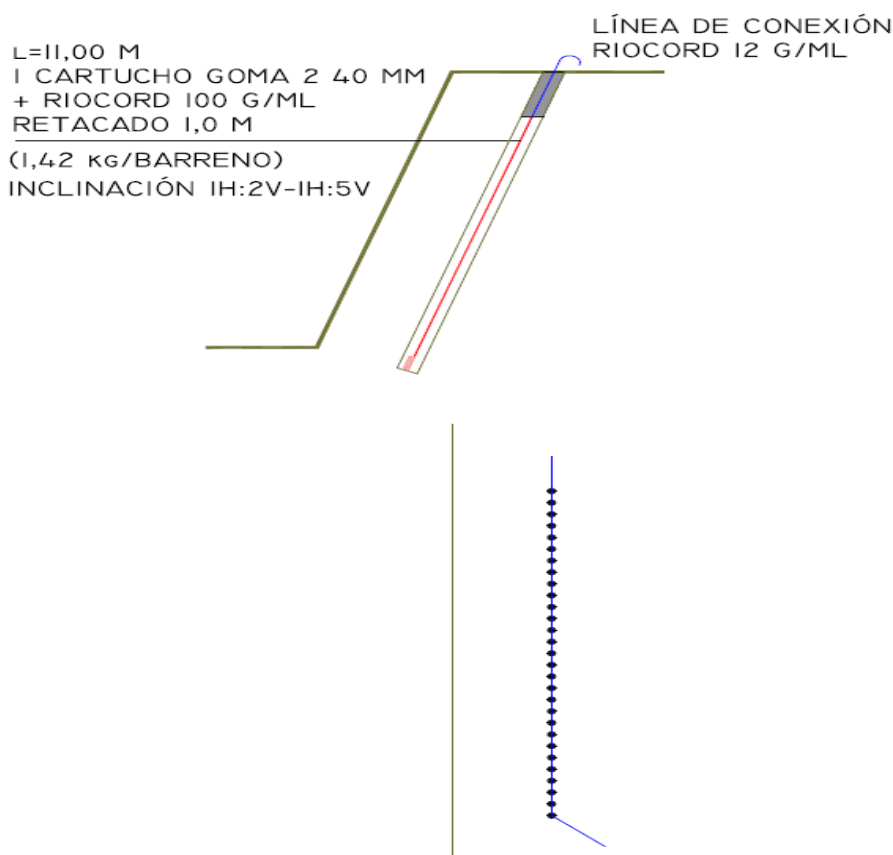 L=11,00 M
1 CARTUCHO GOMA 2 40 MM
+ RIOCORD 100 G/ML
RETACADO 1,0 M
(1,42 KG/BARRENO)
INCLINACIÓN 1H:2V-1H:5V
LÍNEA DE CONEXIÓN
RIOCORD 12 G/ML